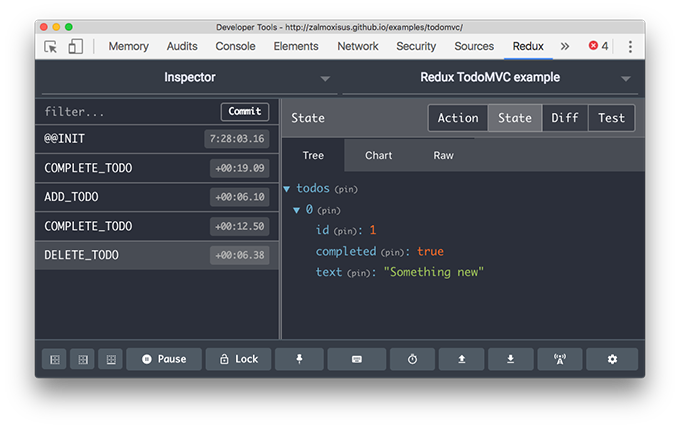 Developer Tools - http://zalmoxisus.github.io/examples/todomvc/
Memory Audits Console Elements Network Security Sources Redux » 4
Inspector Redux TodoMVC example
filter... Commit
@@INIT 7:28:03.16
COMPLETE_TODO +00:19.09
ADD_TODO +00:06.10
COMPLETE_TODO +00:12.50
DELETE_TODO +00:06.38
State Action State Diff Test
Tree Chart Raw
todos (pin)
0 (pin)
id (pin): 1
completed (pin): true
text (pin): "Something new"
Pause Lock